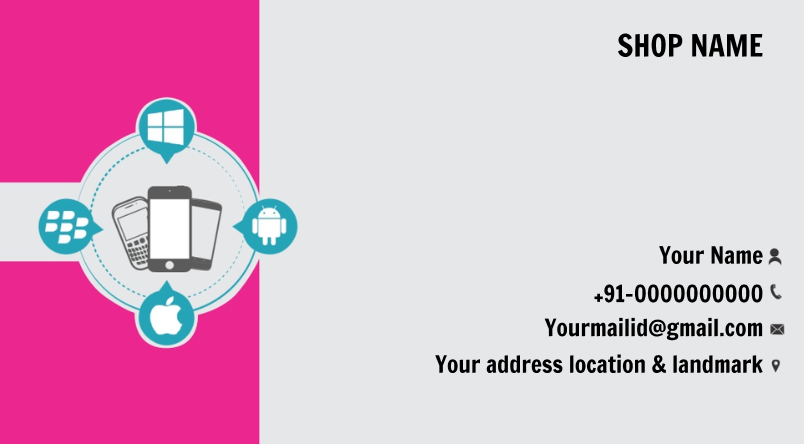 SHOP NAME
Your Name
+91-0000000000
Yourmailid@gmail.com
Your address location & landmark